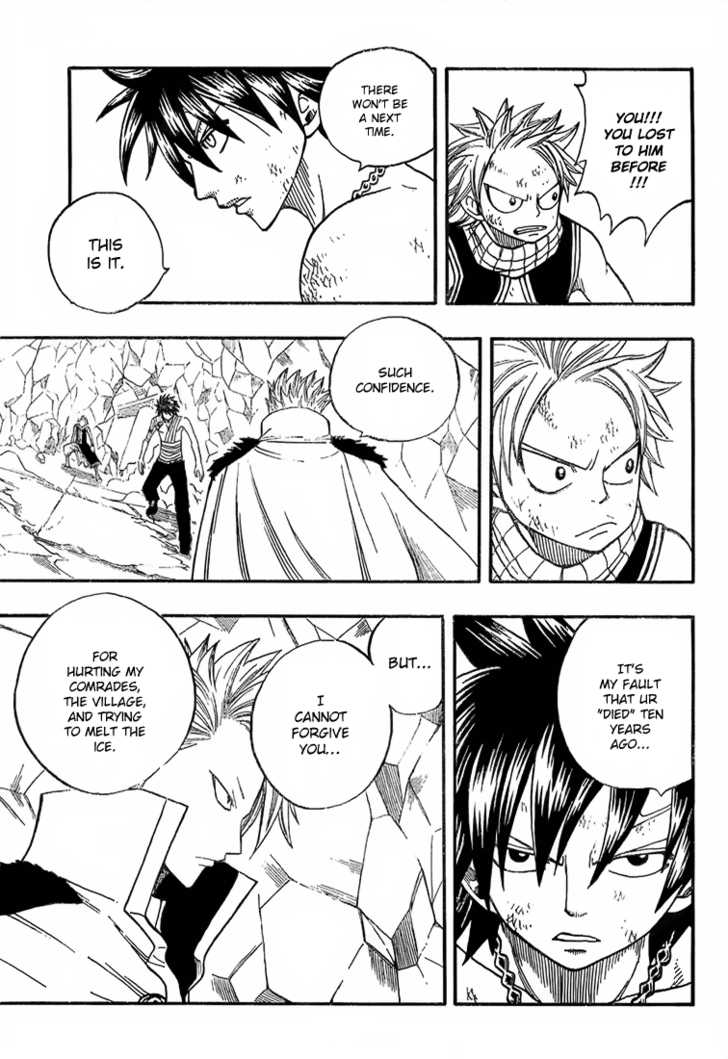 YOU!!!
YOU LOST
TO HIM
BEFORE
!!!
THERE
WON'T BE
A NEXT
TIME.
THIS
IS IT.
SUCH
CONFIDENCE.
IT'S
MY FAULT
THAT UR
"DIED" TEN
YEARS
AGO...
BUT...
I
CANNOT
FORGIVE
YOU...
FOR
HURTING MY
COMRADES,
THE VILLAGE,
AND TRYING
TO MELT THE
ICE.